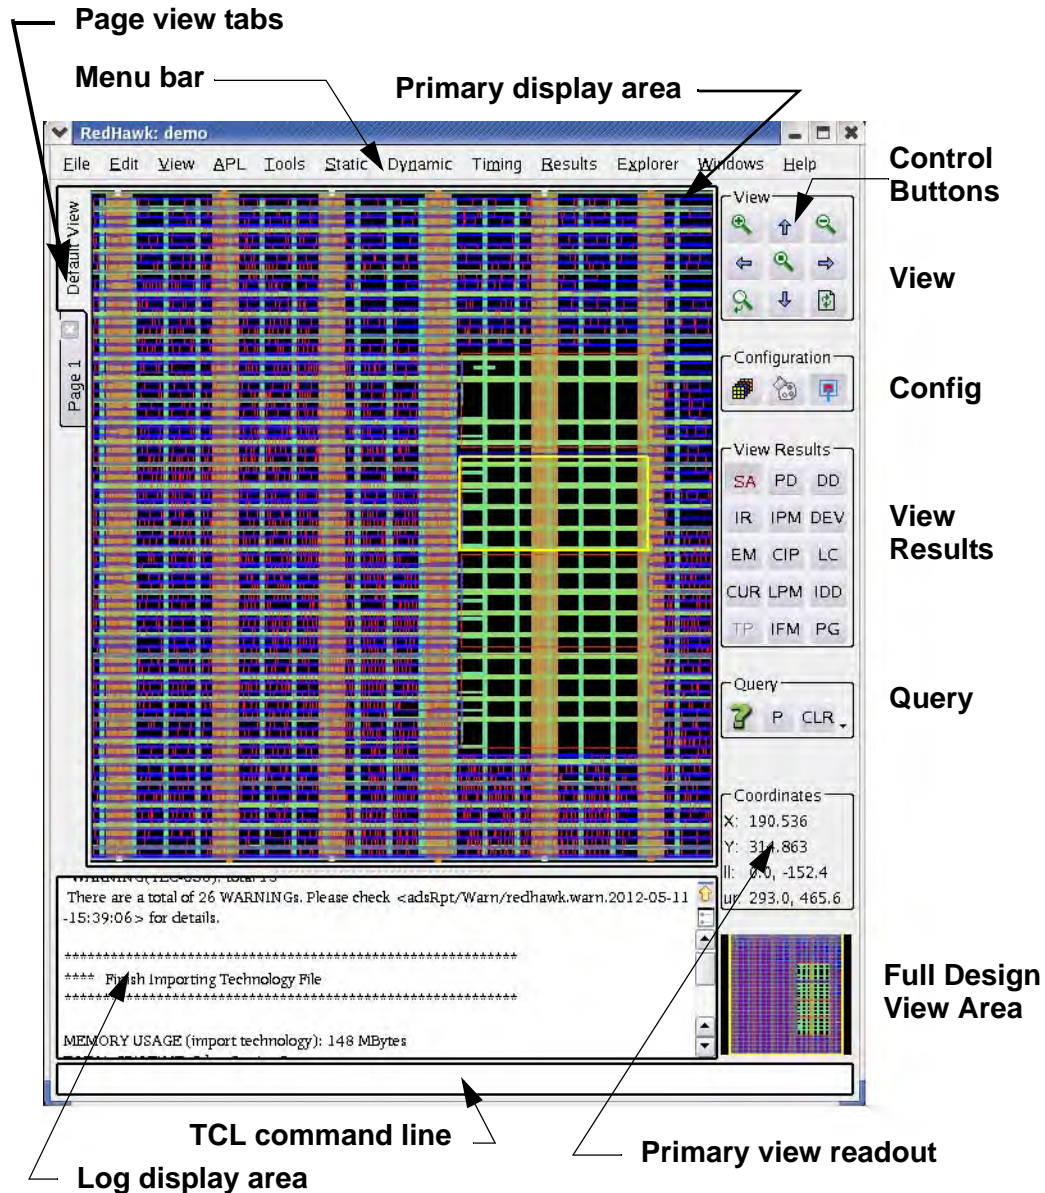 Page view tabs
Menu bar
Primary display area
RedHawk: demo
File Edit View APL Tools Static Dynamic Timing Results Explorer Windows Help
Control
Buttons
Default View
Page 1
View
View
Configuration
Config
View Results
SA PD DD
IR IPM DEV
EM CIP LC
CUR LPM IDD
TP IFM PG
View
Results
Query
P CLR
Query
Coordinates
X: 190.536
Y: 314.863
ll: 0.0, -152.4
ur: 293.0, 465.6
There are a total of 26 WARNINGs. Please check <adsRpt/Warn/redhawk.warn.2012-05-11
-15:39:06> for details.
****************************************************************
**** Finish Importing Technology File
****************************************************************
MEMORY USAGE (import technology): 148 MBytes
Full Design
View Area
TCL command line
Primary view readout
Log display area